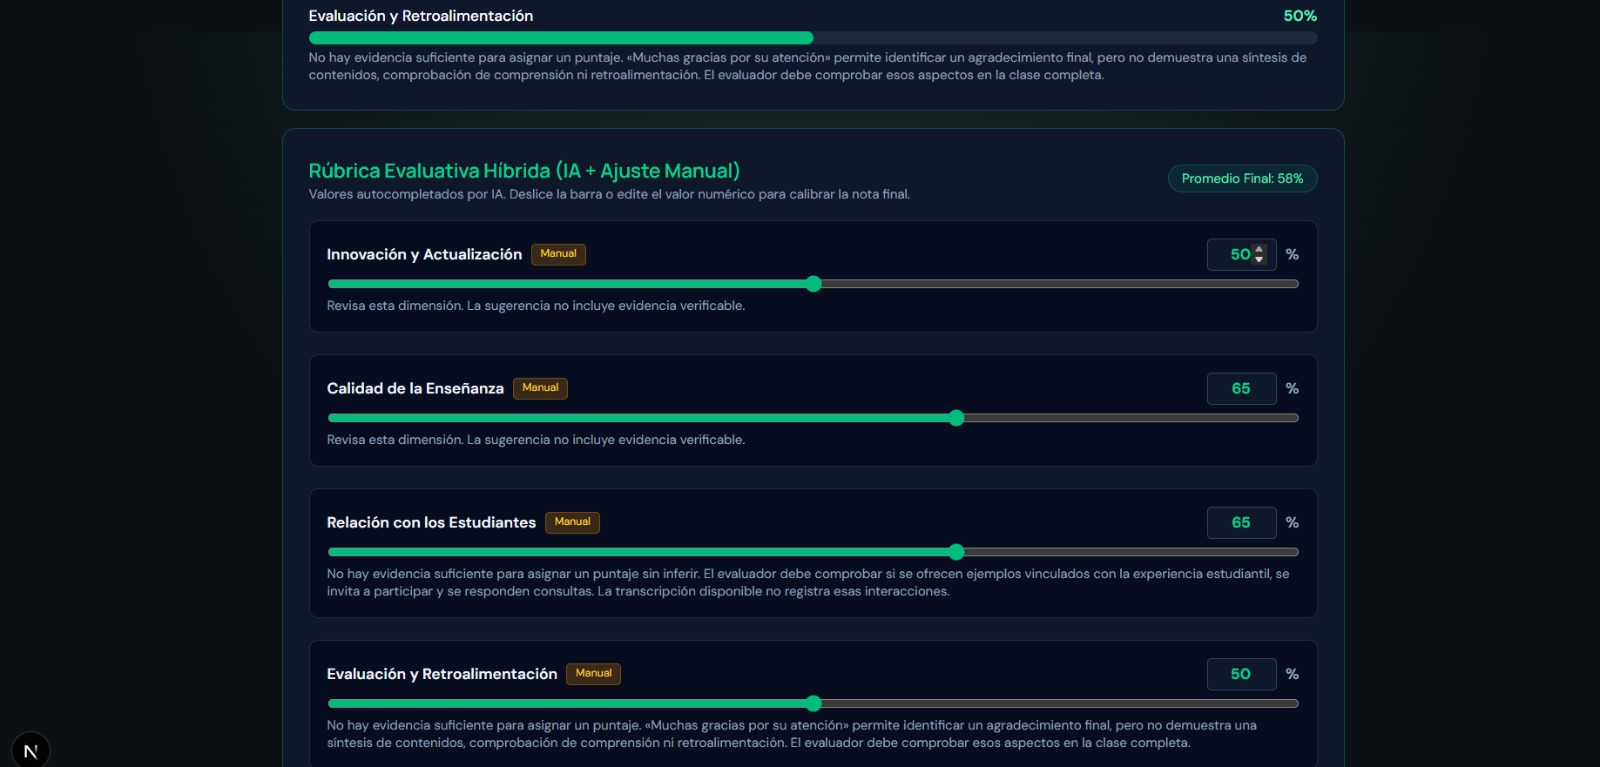 Evaluación y Retroalimentación 50%
No hay evidencia suficiente para asignar un puntaje. «Muchas gracias por su atención» permite identificar un agradecimiento final, pero no demuestra una síntesis de
contenidos, comprobación de comprensión ni retroalimentación. El evaluador debe comprobar esos aspectos en la clase completa.
Rúbrica Evaluativa Híbrida (IA + Ajuste Manual)
Valores autocompletados por IA. Deslice la barra o edite el valor numérico para calibrar la nota final.
Promedio Final: 58%
Innovación y Actualización Manual 50 %
Revisa esta dimensión. La sugerencia no incluye evidencia verificable.
Calidad de la Enseñanza Manual 65 %
Revisa esta dimensión. La sugerencia no incluye evidencia verificable.
Relación con los Estudiantes Manual 65 %
No hay evidencia suficiente para asignar un puntaje sin inferir. El evaluador debe comprobar si se ofrecen ejemplos vinculados con la experiencia estudiantil, se
invita a participar y se responden consultas. La transcripción disponible no registra esas interacciones.
Evaluación y Retroalimentación Manual 50 %
No hay evidencia suficiente para asignar un puntaje. «Muchas gracias por su atención» permite identificar un agradecimiento final, pero no demuestra una
síntesis de contenidos, comprobación de comprensión ni retroalimentación. El evaluador debe comprobar esos aspectos en la clase completa.
N